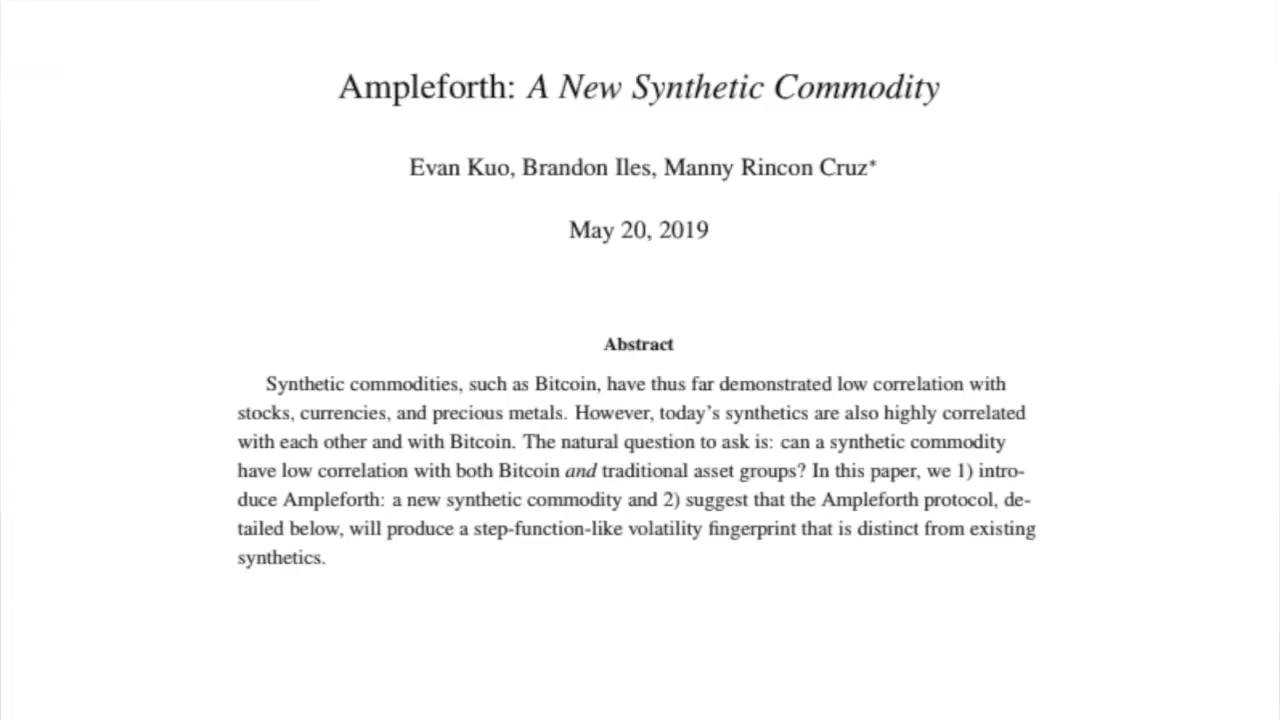 Ampleforth: A New Synthetic Commodity
Evan Kuo, Brandon Iles, Manny Rincon Cruz*
May 20, 2019
Abstract
Synthetic commodities, such as Bitcoin, have thus far demonstrated low correlation with
stocks, currencies, and precious metals. However, today's synthetics are also highly correlated
with each other and with Bitcoin. The natural question to ask is: can a synthetic commodity
have low correlation with both Bitcoin and traditional asset groups? In this paper, we 1) intro-
duce Ampleforth: a new synthetic commodity and 2) suggest that the Ampleforth protocol, de-
tailed below, will produce a step-function-like volatility fingerprint that is distinct from existing
synthetics.